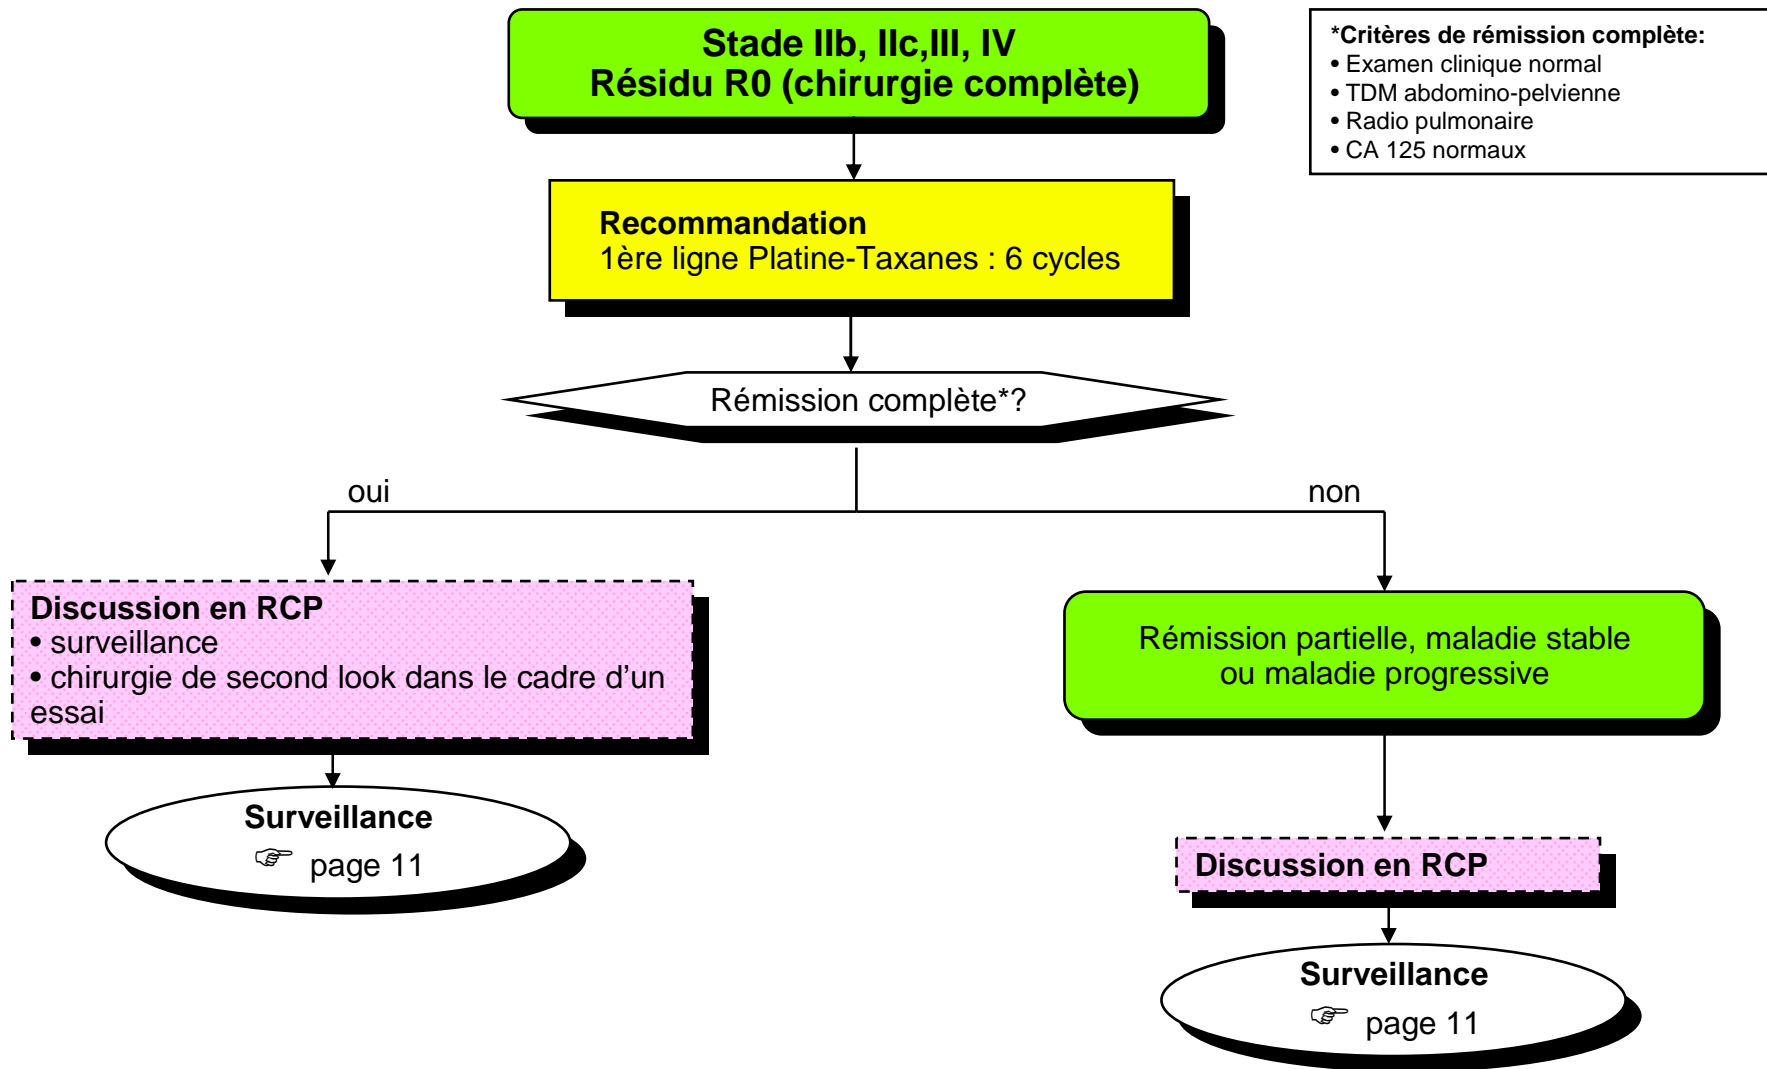 Stade IIb, IIc,III, IV
Résidu R0 (chirurgie complète)
*Critères de rémission complète:
• Examen clinique normal
• TDM abdomino-pelvienne
• Radio pulmonaire
• CA 125 normaux
Recommandation
1ère ligne Platine-Taxanes : 6 cycles
Rémission complète*?
oui
non
Discussion en RCP
• surveillance
• chirurgie de second look dans le cadre d’un
essai
Rémission partielle, maladie stable
ou maladie progressive
Surveillance
☞ page 11
Discussion en RCP
Surveillance
☞ page 11